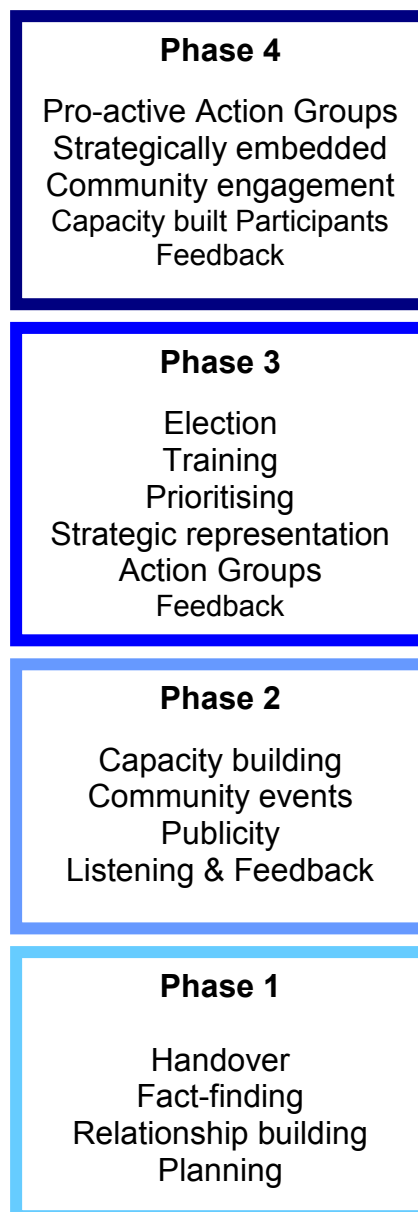 Phase 4
Pro-active Action Groups
Strategically embedded
Community engagement
Capacity built Participants
Feedback
Phase 3
Election
Training
Prioritising
Strategic representation
Action Groups
Feedback
Phase 2
Capacity building
Community events
Publicity
Listening & Feedback
Phase 1
Handover
Fact-finding
Relationship building
Planning